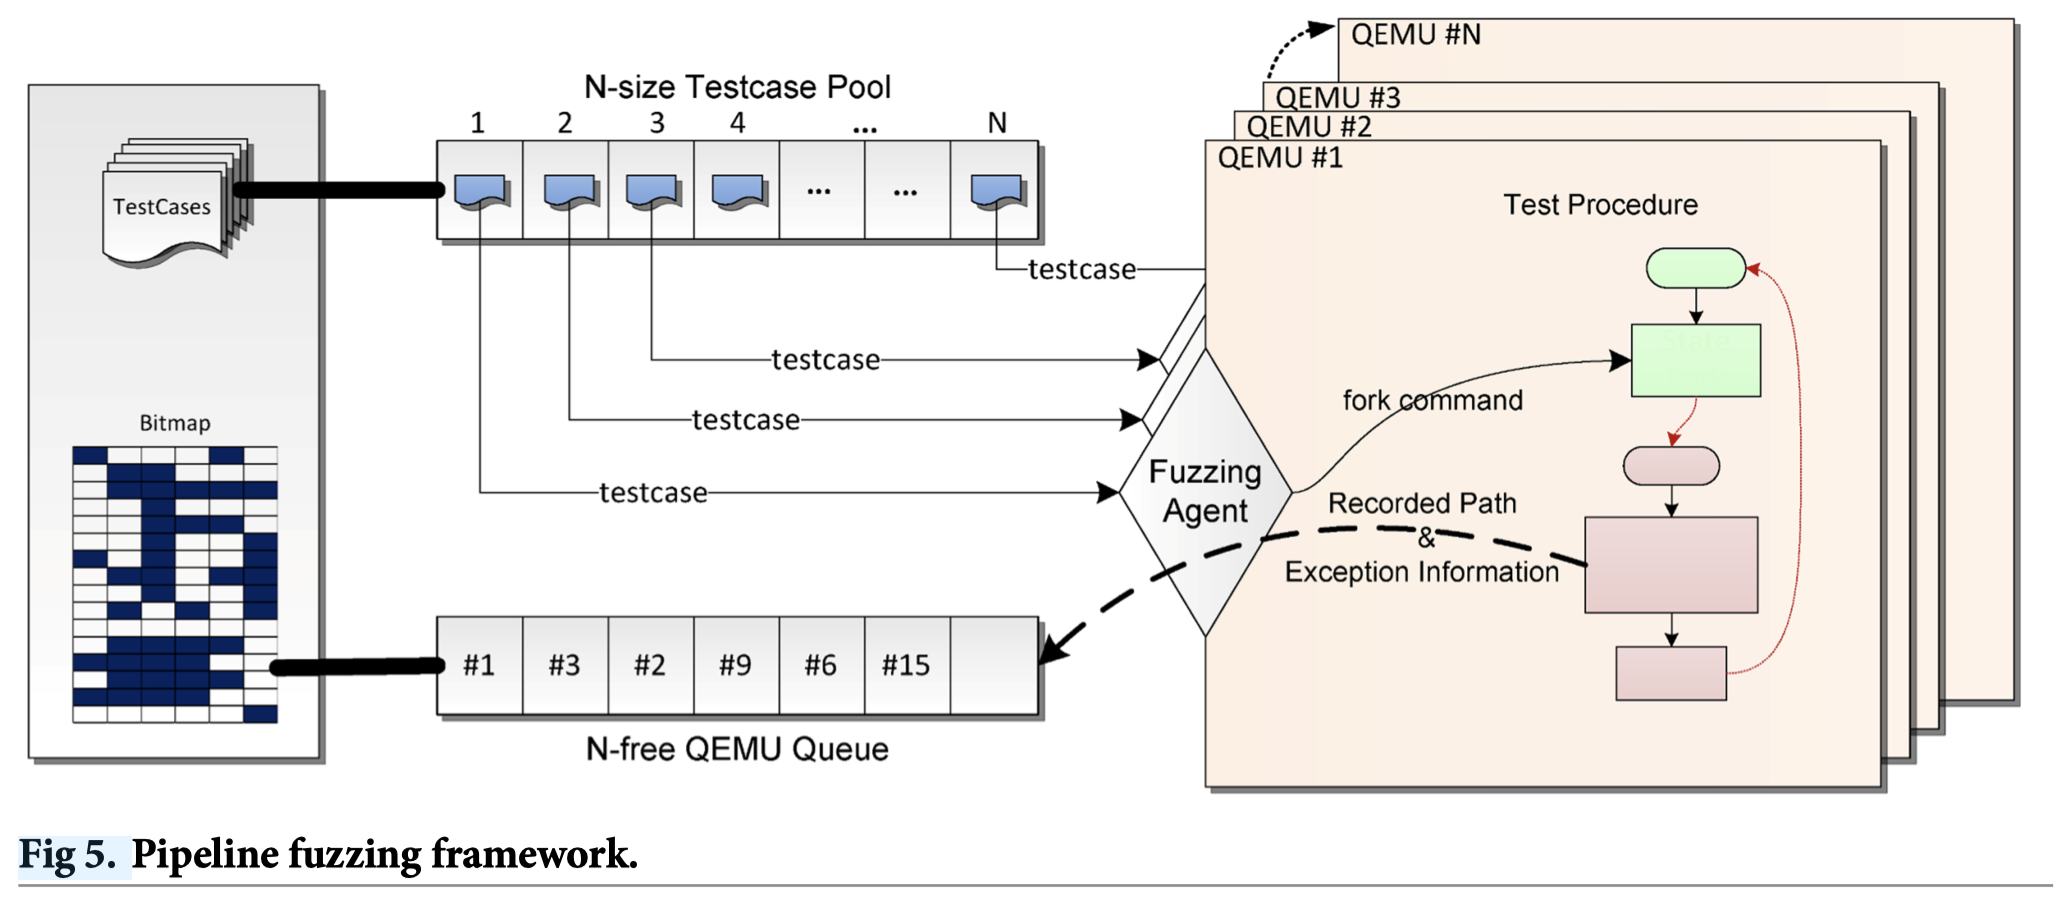 QEMU #N
N-size Testcase Pool
QEMU #3
1 2 3 4 ... N
QEMU #2
QEMU #1
... ...
TestCases
Test Procedure
testcase
testcase
fork command
testcase
Bitmap
Fuzzing
Agent
testcase
Recorded Path
&
Exception Information
#1 #3 #2 #9 #6 #15
N-free QEMU Queue
Fig 5. Pipeline fuzzing framework.